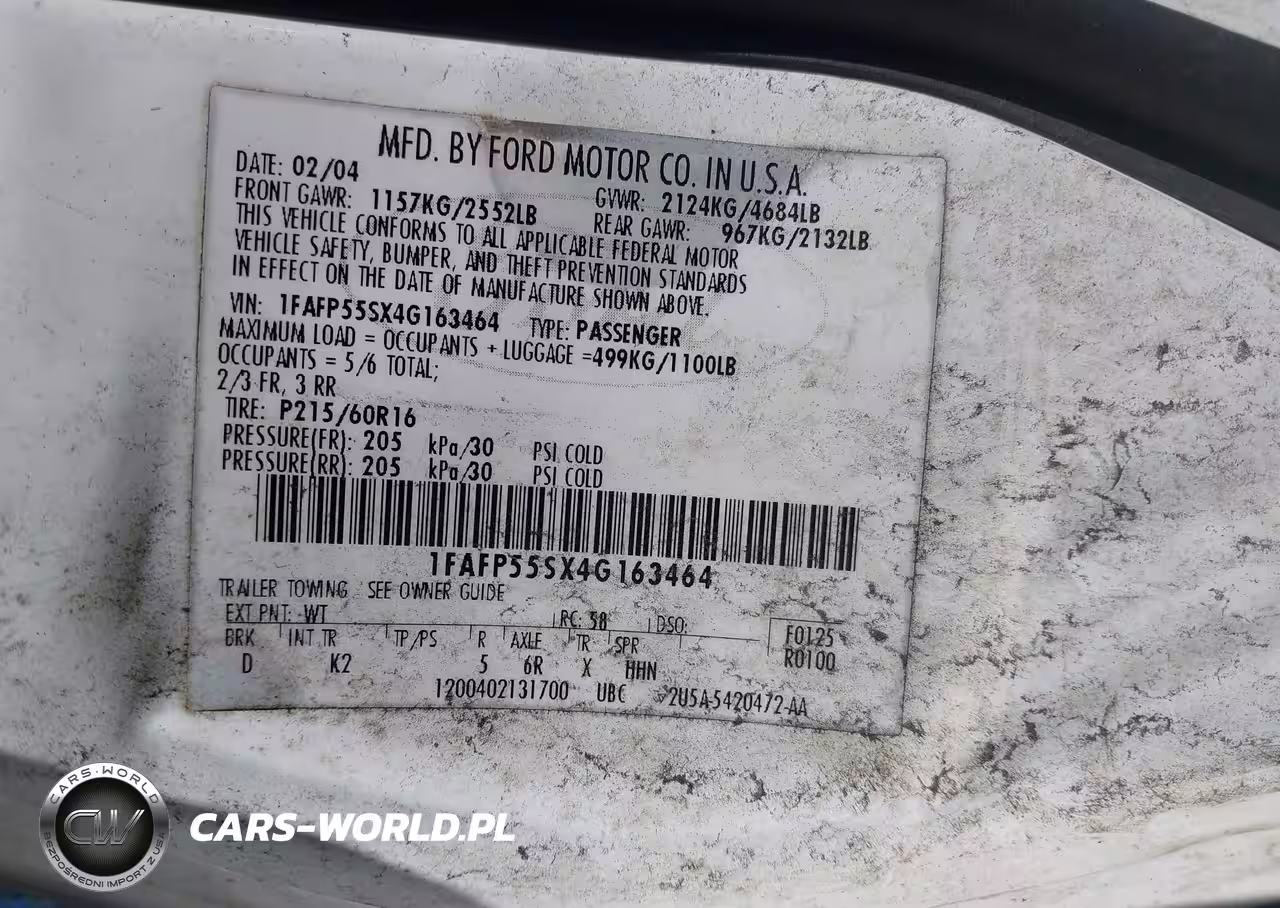 MFD. BY FORD MOTOR CO. IN U.S.A.
DATE: 02/04
GVWR: 2124KG/4684LB
FRONT GAWR: 1157KG/2552LB
REAR GAWR: 967KG/2132LB
THIS VEHICLE CONFORMS TO ALL APPLICABLE FEDERAL MOTOR
VEHICLE SAFETY, BUMPER, AND THEFT PREVENTION STANDARDS
IN EFFECT ON THE DATE OF MANUFACTURE SHOWN ABOVE.
VIN: 1FAFP55SX4G163464 TYPE: PASSENGER
MAXIMUM LOAD = OCCUPANTS + LUGGAGE =499KG/1100LB
OCCUPANTS = 5/6 TOTAL;
2/3 FR, 3 RR
TIRE: P215/60R16
PRESSURE(FR): 205 kPa/30 PSI COLD
PRESSURE(RR): 205 kPa/30 PSI COLD
1FAFP55SX4G163464
TRAILER TOWING SEE OWNER GUIDE
EXT PNT: WT RC: 58 DSO:
BRK INT TR TP/PS R AXLE TR SPR F0125
D K2 5 6R X HHN R0100
1200402131700 UBC 2U5A-5420472-AA
CARS-WORLD
CW
BEZPOŚREDNI IMPORT Z USA
CARS-WORLD.PL